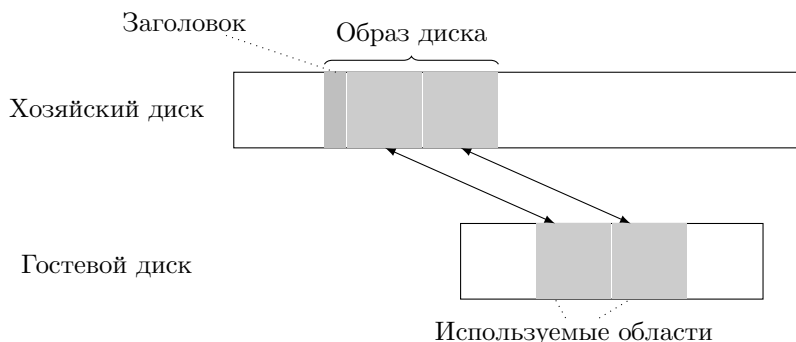 Заголовок
Образ диска
Хозяйский диск
Гостевой диск
Используемые области